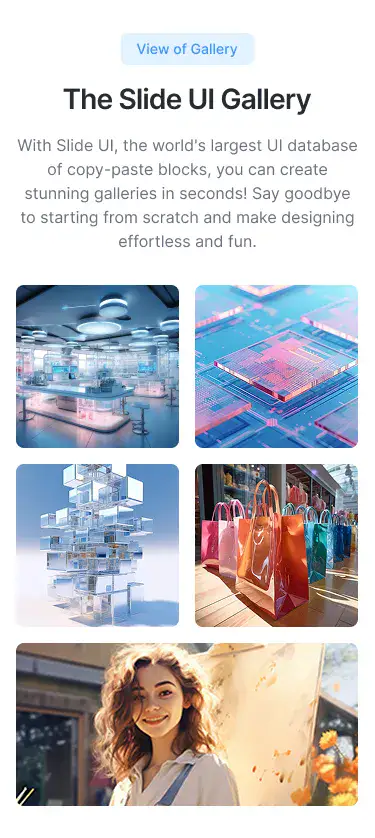 View of Gallery
The Slide UI Gallery
With Slide UI, the world's largest UI database
of copy-paste blocks, you can create
stunning galleries in seconds! Say goodbye
to starting from scratch and make designing
effortless and fun.